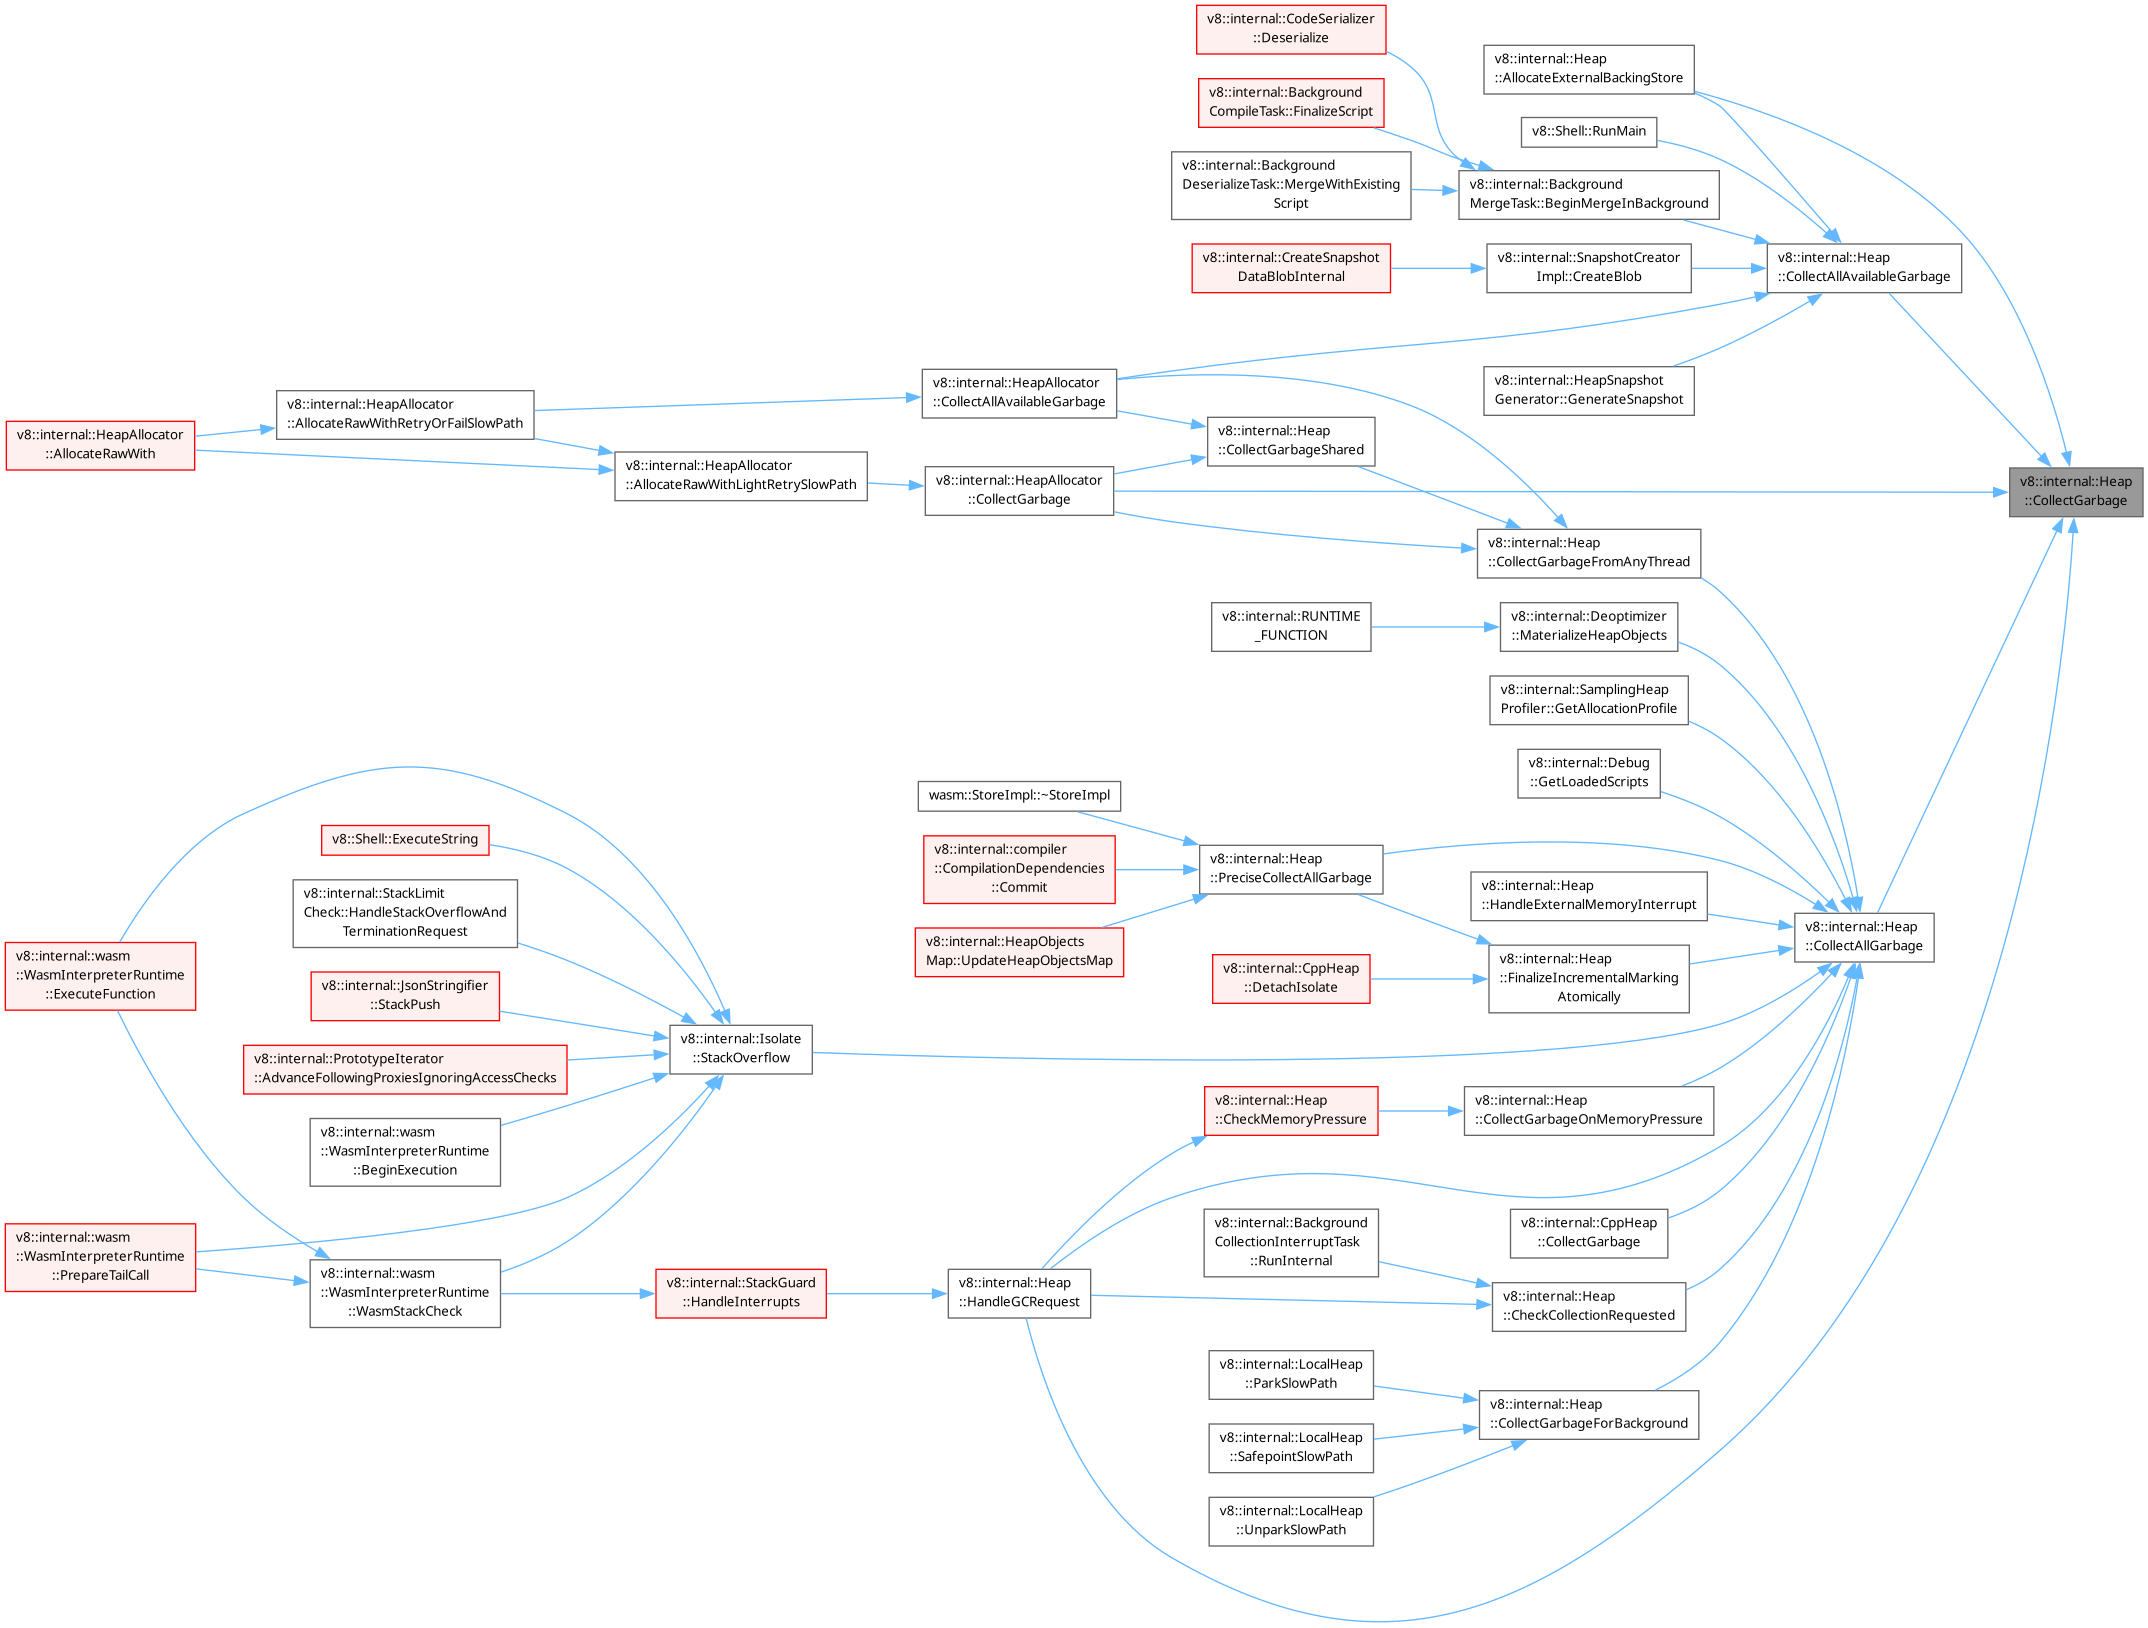 v8::internal::CodeSerializer
::Deserialize
v8::internal::Heap
::AllocateExternalBackingStore
v8::internal::Background
CompileTask::FinalizeScript
v8::Shell::RunMain
v8::internal::Background
DeserializeTask::MergeWithExisting
Script
v8::internal::Background
MergeTask::BeginMergeInBackground
v8::internal::CreateSnapshot
DataBlobInternal
v8::internal::SnapshotCreator
Impl::CreateBlob
v8::internal::Heap
::CollectAllAvailableGarbage
v8::internal::HeapAllocator
::CollectAllAvailableGarbage
v8::internal::HeapSnapshot
Generator::GenerateSnapshot
v8::internal::HeapAllocator
::AllocateRawWithRetryOrFailSlowPath
v8::internal::HeapAllocator
::AllocateRawWith
v8::internal::Heap
::CollectGarbageShared
v8::internal::HeapAllocator
::AllocateRawWithLightRetrySlowPath
v8::internal::HeapAllocator
::CollectGarbage
v8::internal::Heap
::CollectGarbage
v8::internal::Heap
::CollectGarbageFromAnyThread
v8::internal::RUNTIME
_FUNCTION
v8::internal::Deoptimizer
::MaterializeHeapObjects
v8::internal::SamplingHeap
Profiler::GetAllocationProfile
v8::internal::Debug
::GetLoadedScripts
wasm::StoreImpl::~StoreImpl
v8::internal::compiler
::CompilationDependencies
::Commit
v8::internal::Heap
::PreciseCollectAllGarbage
v8::Shell::ExecuteString
v8::internal::Heap
::HandleExternalMemoryInterrupt
v8::internal::StackLimit
Check::HandleStackOverflowAnd
TerminationRequest
v8::internal::HeapObjects
Map::UpdateHeapObjectsMap
v8::internal::Heap
::CollectAllGarbage
v8::internal::wasm
::WasmInterpreterRuntime
::ExecuteFunction
v8::internal::CppHeap
::DetachIsolate
v8::internal::Heap
::FinalizeIncrementalMarking
Atomically
v8::internal::JsonStringifier
::StackPush
v8::internal::Isolate
::StackOverflow
v8::internal::PrototypeIterator
::AdvanceFollowingProxiesIgnoringAccessChecks
v8::internal::Heap
::CheckMemoryPressure
v8::internal::Heap
::CollectGarbageOnMemoryPressure
v8::internal::wasm
::WasmInterpreterRuntime
::BeginExecution
v8::internal::Background
CollectionInterruptTask
::RunInternal
v8::internal::CppHeap
::CollectGarbage
v8::internal::wasm
::WasmInterpreterRuntime
::PrepareTailCall
v8::internal::wasm
::WasmInterpreterRuntime
::WasmStackCheck
v8::internal::StackGuard
::HandleInterrupts
v8::internal::Heap
::HandleGCRequest
v8::internal::Heap
::CheckCollectionRequested
v8::internal::LocalHeap
::ParkSlowPath
v8::internal::Heap
::CollectGarbageForBackground
v8::internal::LocalHeap
::SafepointSlowPath
v8::internal::LocalHeap
::UnparkSlowPath